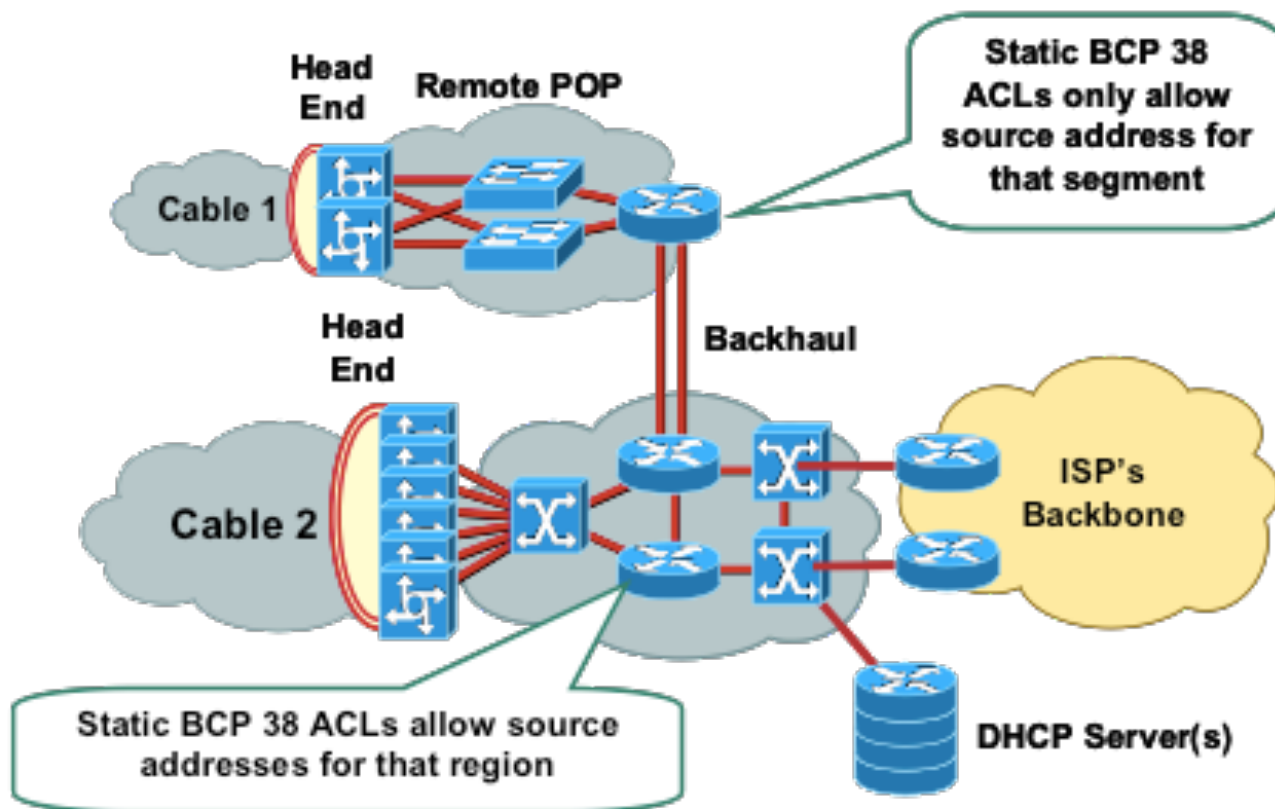 Head
End
Remote POP
Static BCP 38
ACLs only allow
source address for
that segment
Cable 1
Head
End
Backhaul
Cable 2
ISP's
Backbone
Static BCP 38 ACLs allow source
addresses for that region
DHCP Server(s)